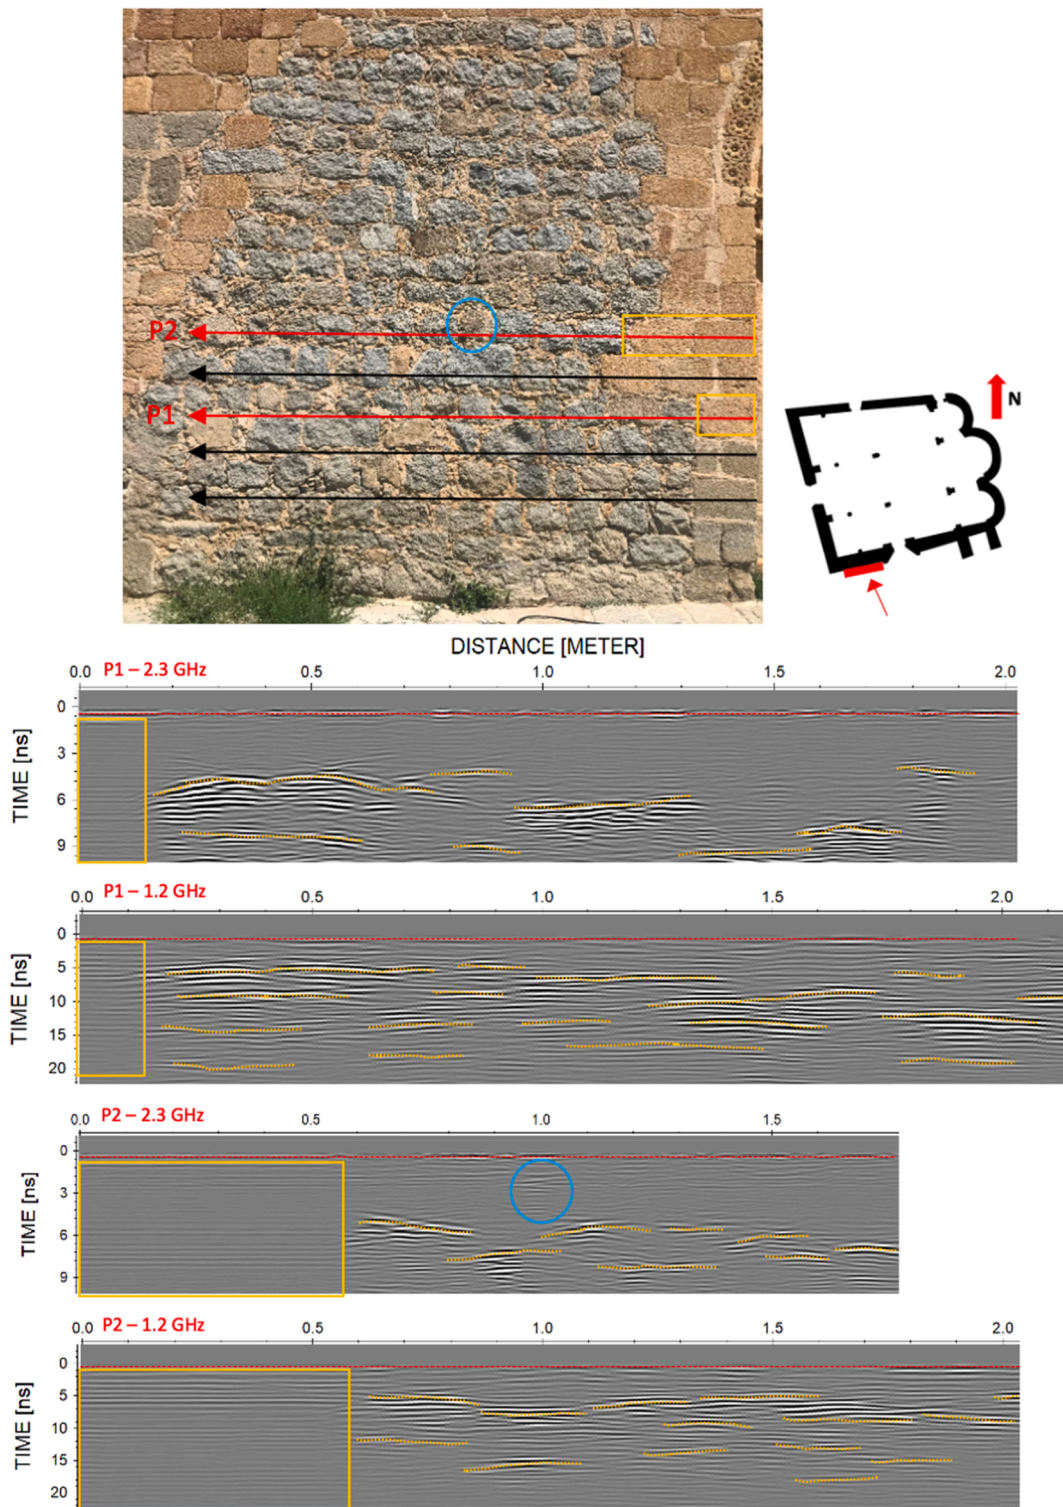 P2
P1
N
DISTANCE [METER]
0.0 P1 – 2.3 GHz 0.5 1.0 1.5 2.0
TIME [ns]
0
3
6
9
0.0 P1 – 1.2 GHz 0.5 1.0 1.5 2.0
TIME [ns]
0
5
10
15
20
0.0 P2 – 2.3 GHz 0.5 1.0 1.5
TIME [ns]
0
3
6
9
0.0 P2 – 1.2 GHz 0.5 1.0 1.5 2.0
TIME [ns]
0
5
10
15
20